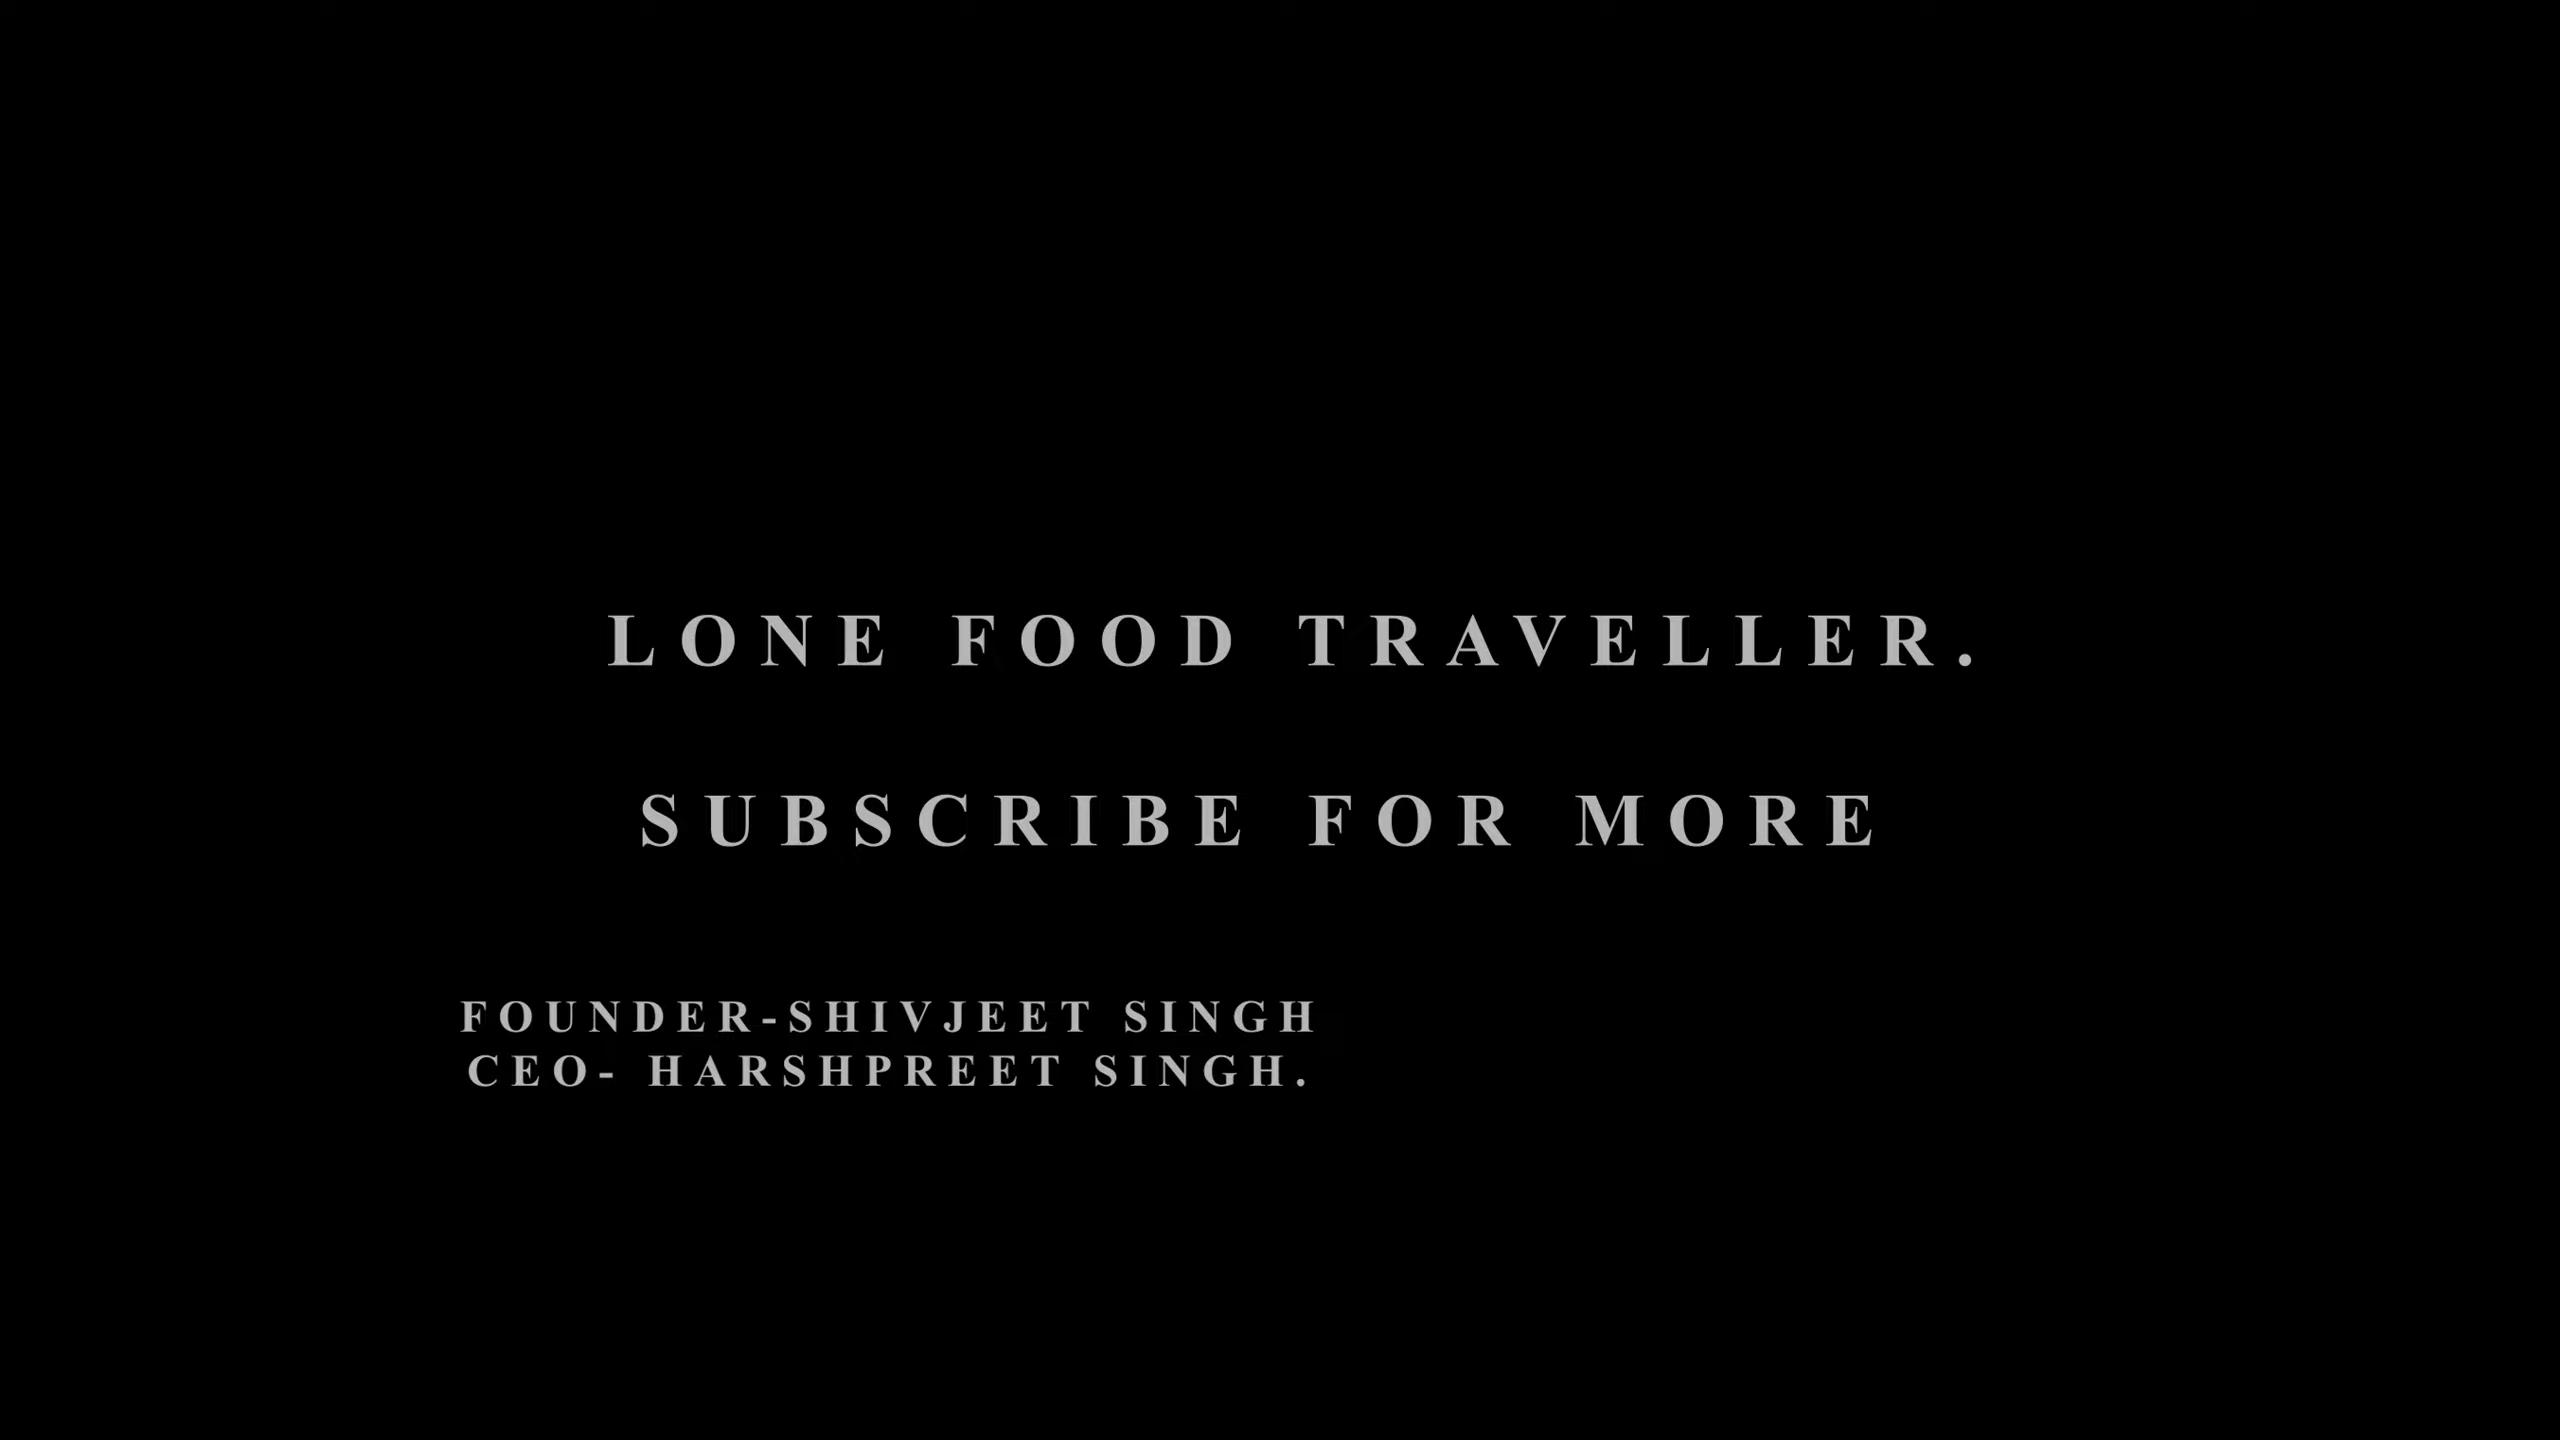 LONE FOOD TRAVELLER.
SUBSCRIBE FOR MORE
FOUNDER-SHIVJEET SINGH
CEO- HARSHPREET SINGH.